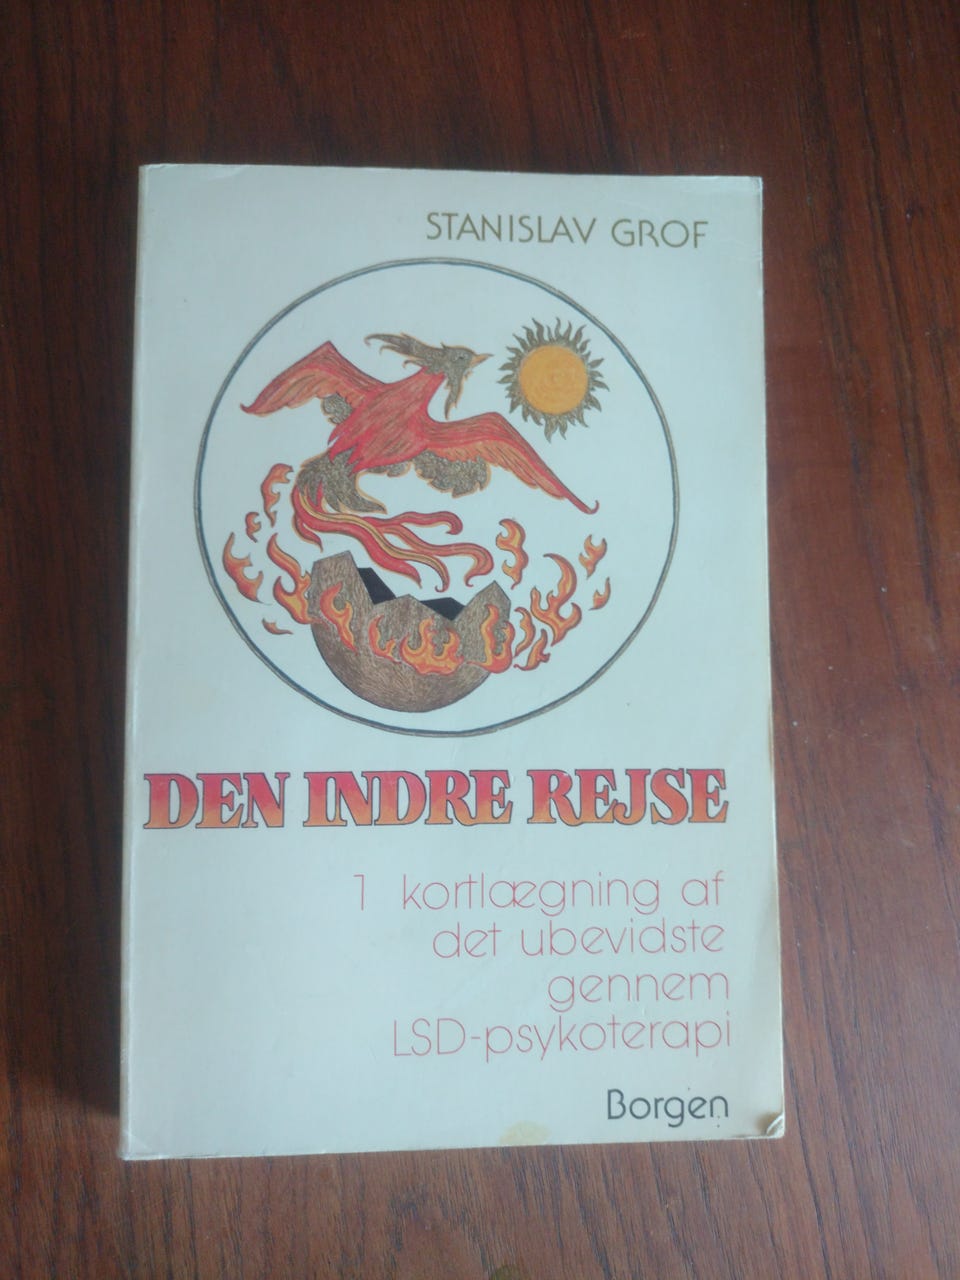 STANISLAV GROF
DEN INDRE REJSE
1 kortlægning af
det ubevidste
gennem
LSD-psykoterapi
Borgen